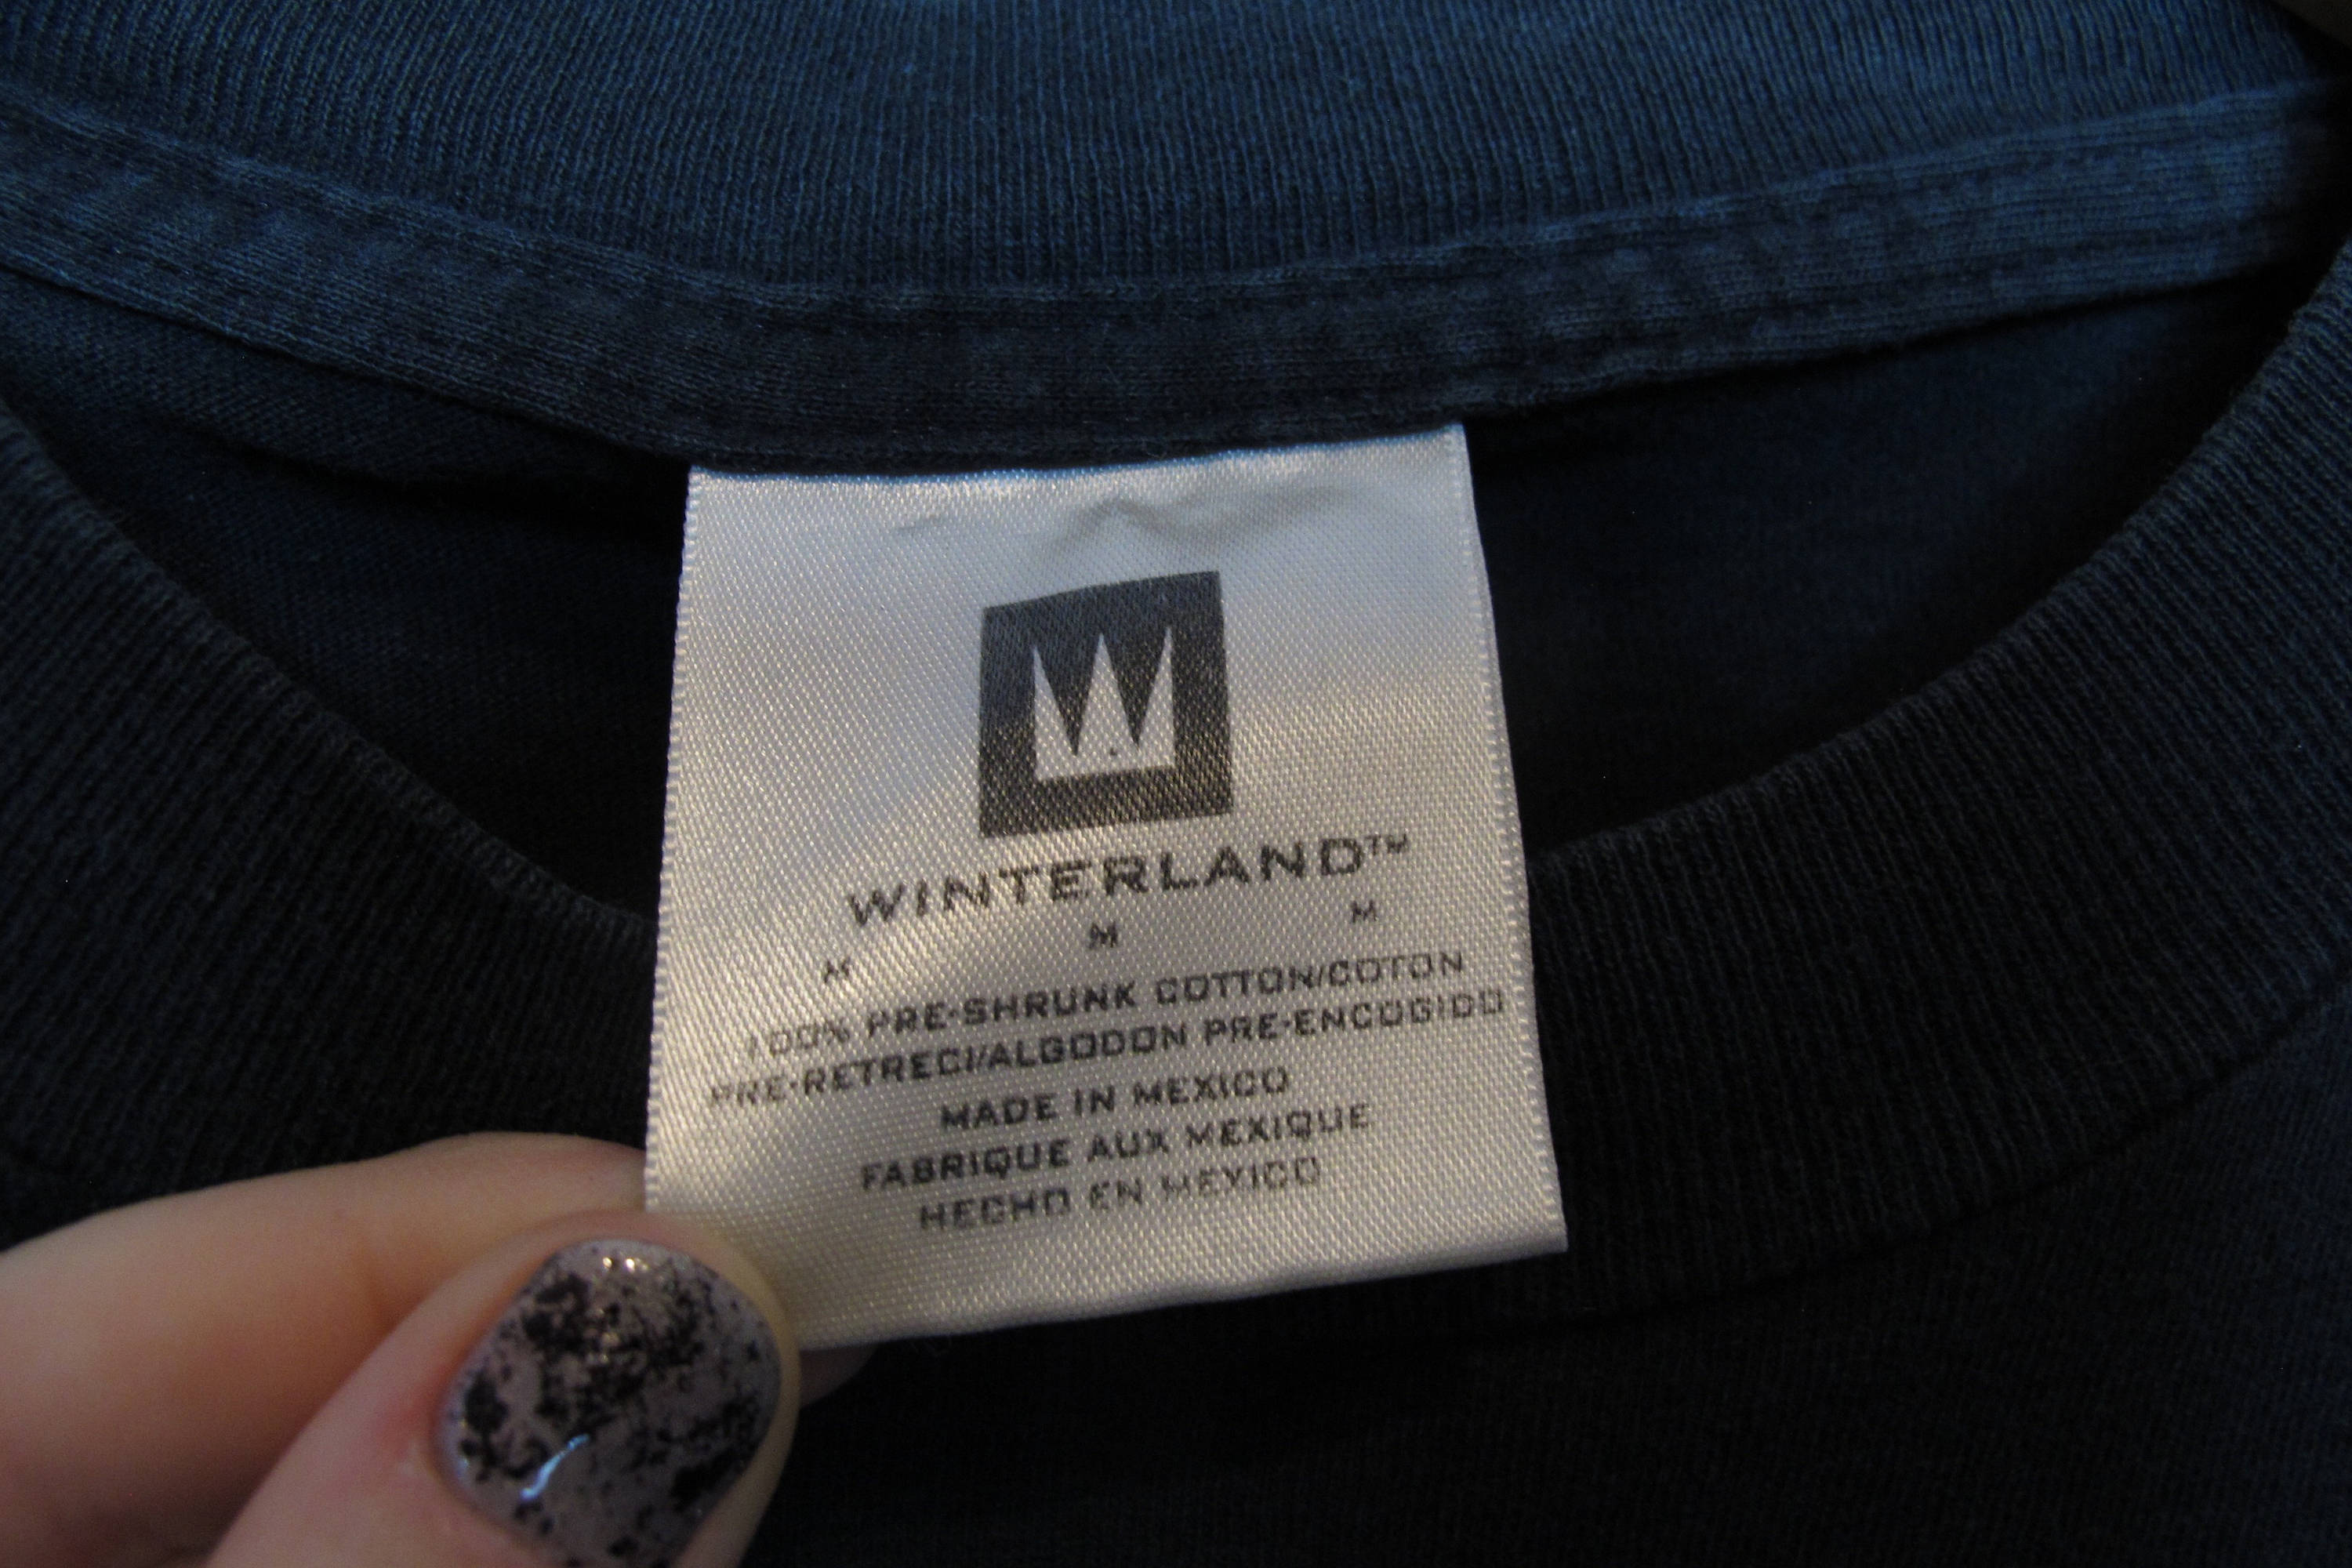 WINTERLAND™
M M M
100% PRE-SHRUNK COTTON/COTON
PRE-RETRECI/ALGODON PRE-ENCOGIDO
MADE IN MEXICO
FABRIQUE AUX MEXIQUE
HECHO EN MEXICO